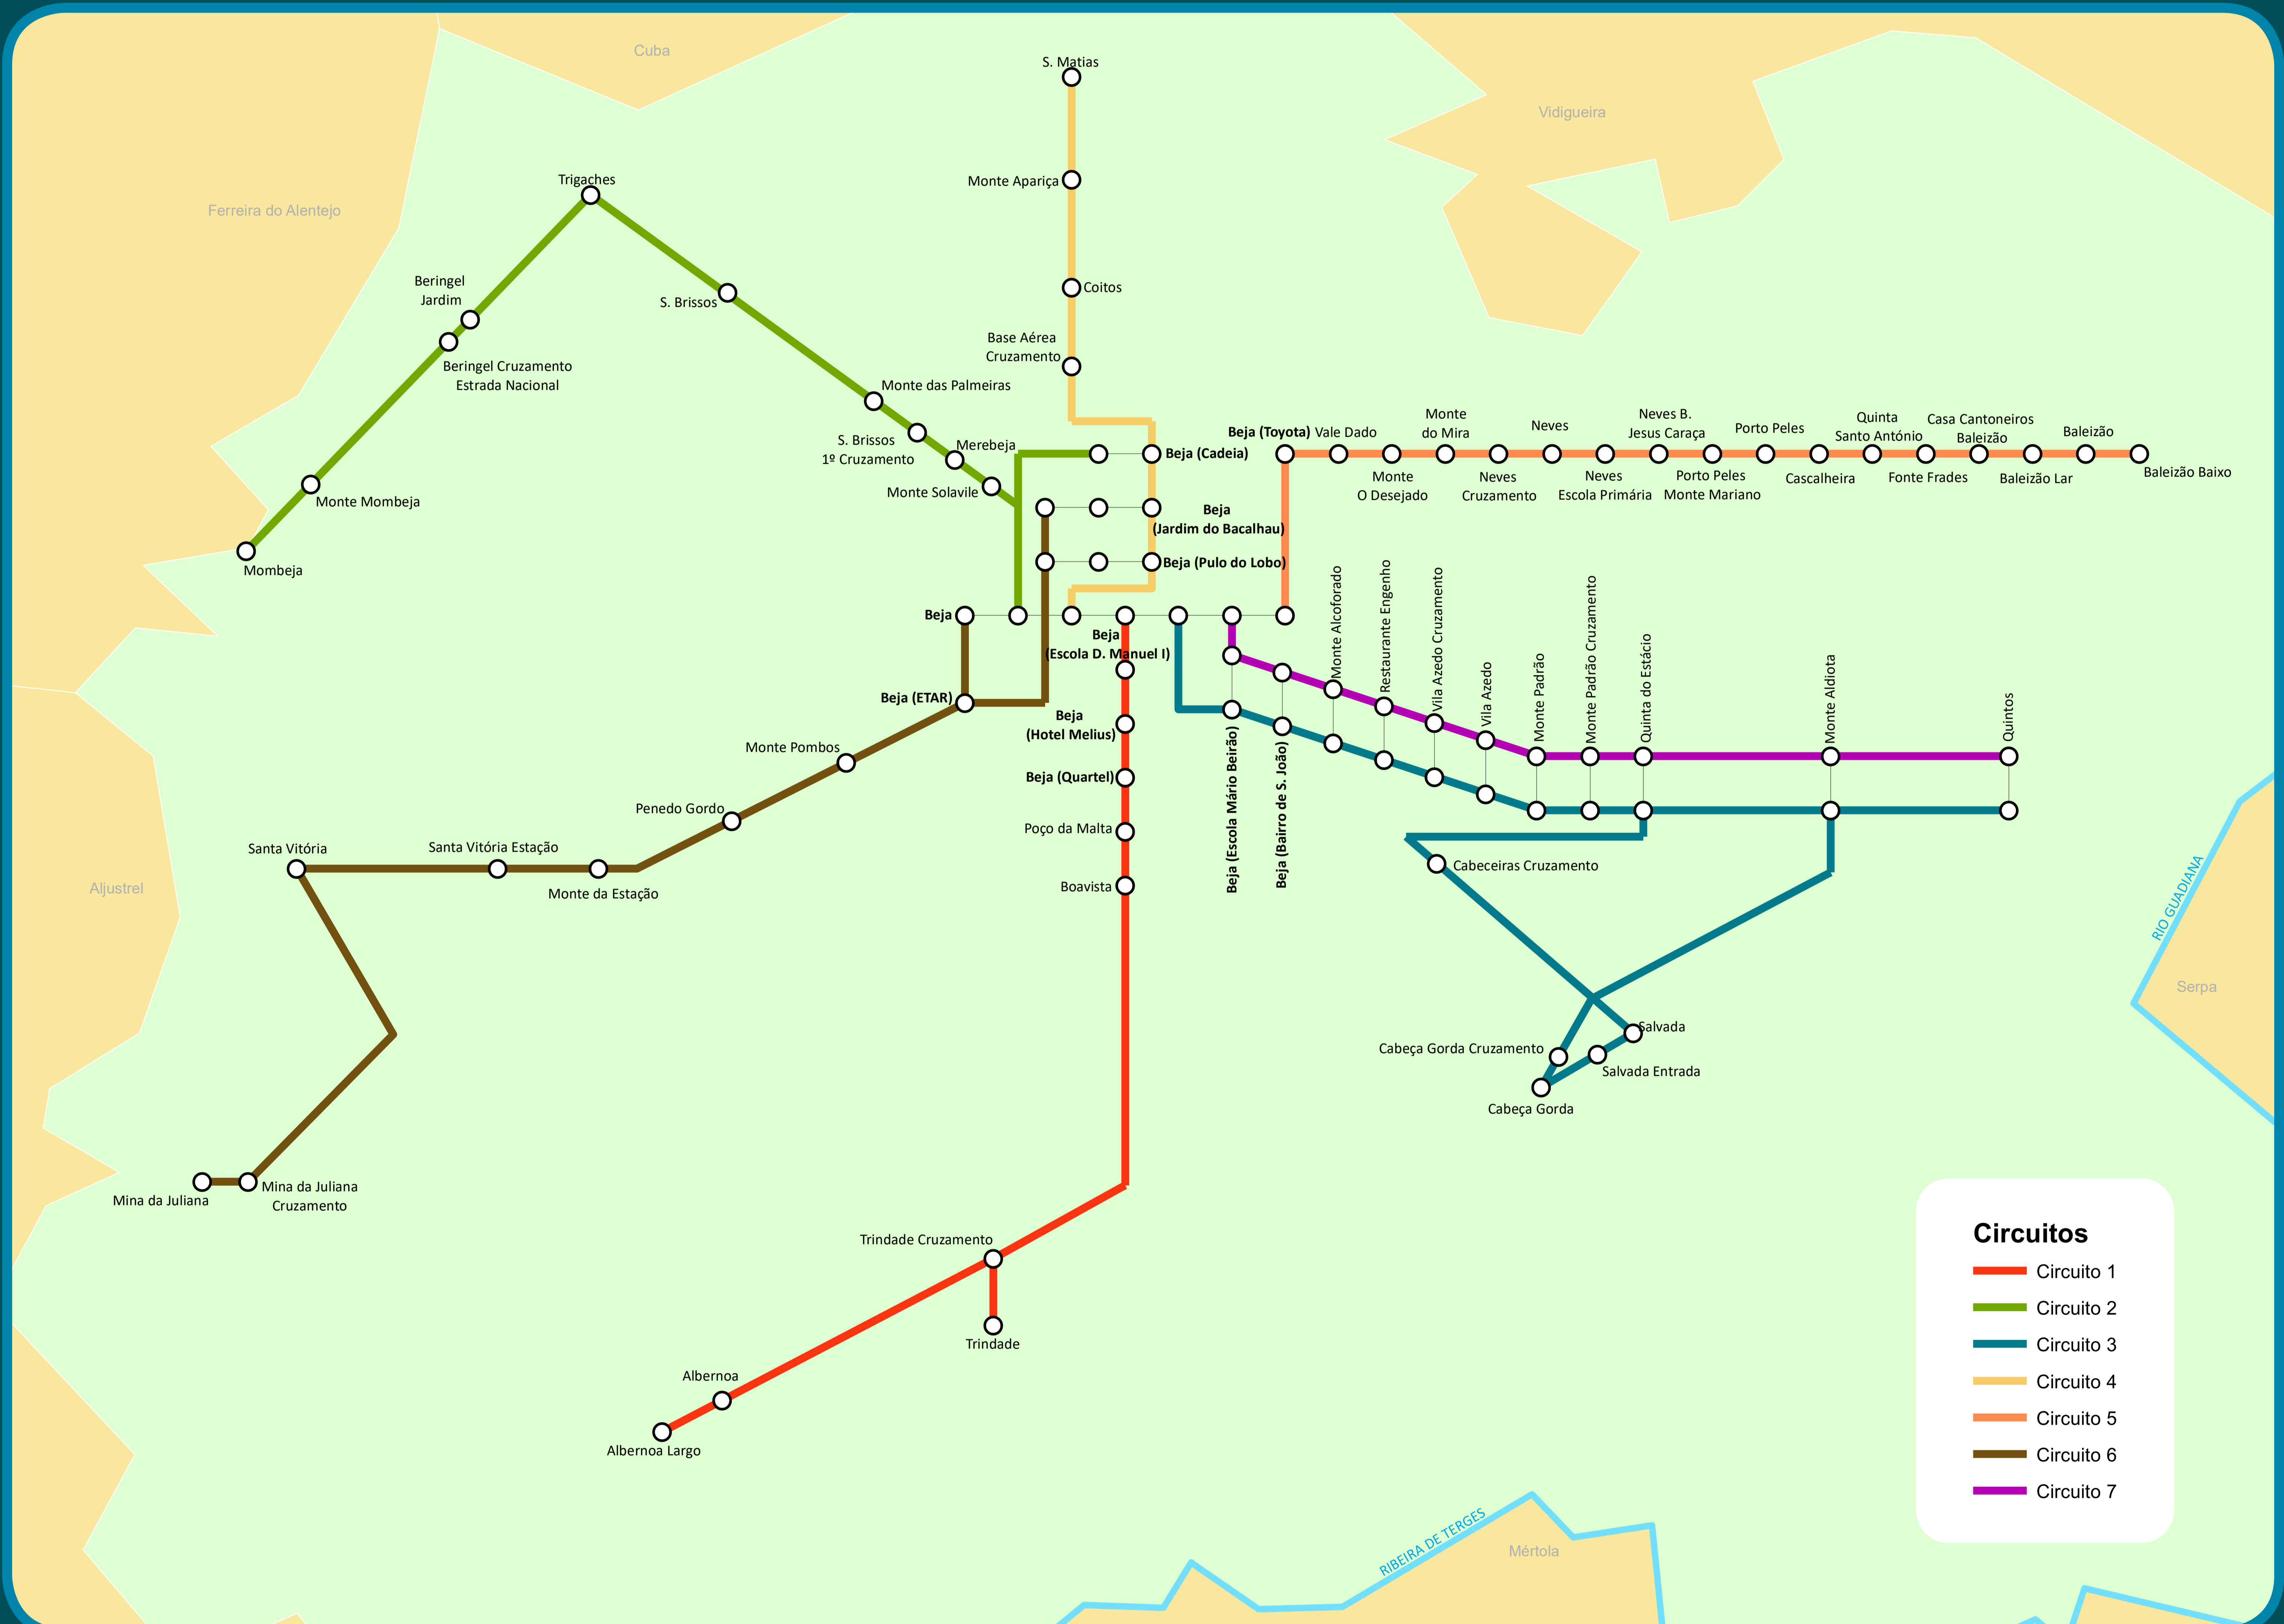 Cuba
S. Matias
Vidigueira
Trigaches
Monte Apariça
Ferreira do Alentejo
Beringel
Jardim
S. Brissos
Coitos
Base Aérea
Cruzamento
Beringel Cruzamento
Estrada Nacional
Monte das Palmeiras
S. Brissos
1º Cruzamento
Merebeja
Monte Solavile
Monte Mombeja
Mombeja
Beja (Cadeia)
Beja
(Jardim do Bacalhau)
Beja (Pulo do Lobo)
Beja (Toyota)
Vale Dado
Monte
O Desejado
Monte
do Mira
Neves
Cruzamento
Neves
Neves
Escola Primária
Neves B.
Jesus Caraça
Porto Peles
Monte Mariano
Porto Peles
Cascalheira
Quinta
Santo António
Fonte Frades
Casa Cantoneiros
Baleizão
Baleizão Lar
Baleizão
Baleizão Baixo
Beja
Beja
(Escola D. Manuel I)
Beja (ETAR)
Beja
(Hotel Melius)
Beja (Quartel)
Poço da Malta
Boavista
Monte Pombos
Penedo Gordo
Santa Vitória
Santa Vitória Estação
Monte da Estação
Aljustrel
Beja (Escola Mário Beirão)
Beja (Bairro de S. João)
Monte Alcoforado
Restaurante Engenho
Vila Azedo Cruzamento
Vila Azedo
Monte Padrão
Monte Padrão Cruzamento
Quinta do Estácio
Monte Aldiota
Quintos
Cabeceiras Cruzamento
RIO GUADIANA
Serpa
Salvada
Cabeça Gorda Cruzamento
Salvada Entrada
Cabeça Gorda
Mina da Juliana
Mina da Juliana
Cruzamento
Trindade Cruzamento
Trindade
Albernoa
Albernoa Largo
Circuitos
Circuito 1
Circuito 2
Circuito 3
Circuito 4
Circuito 5
Circuito 6
Circuito 7
RIBEIRA DE TERGES
Mértola